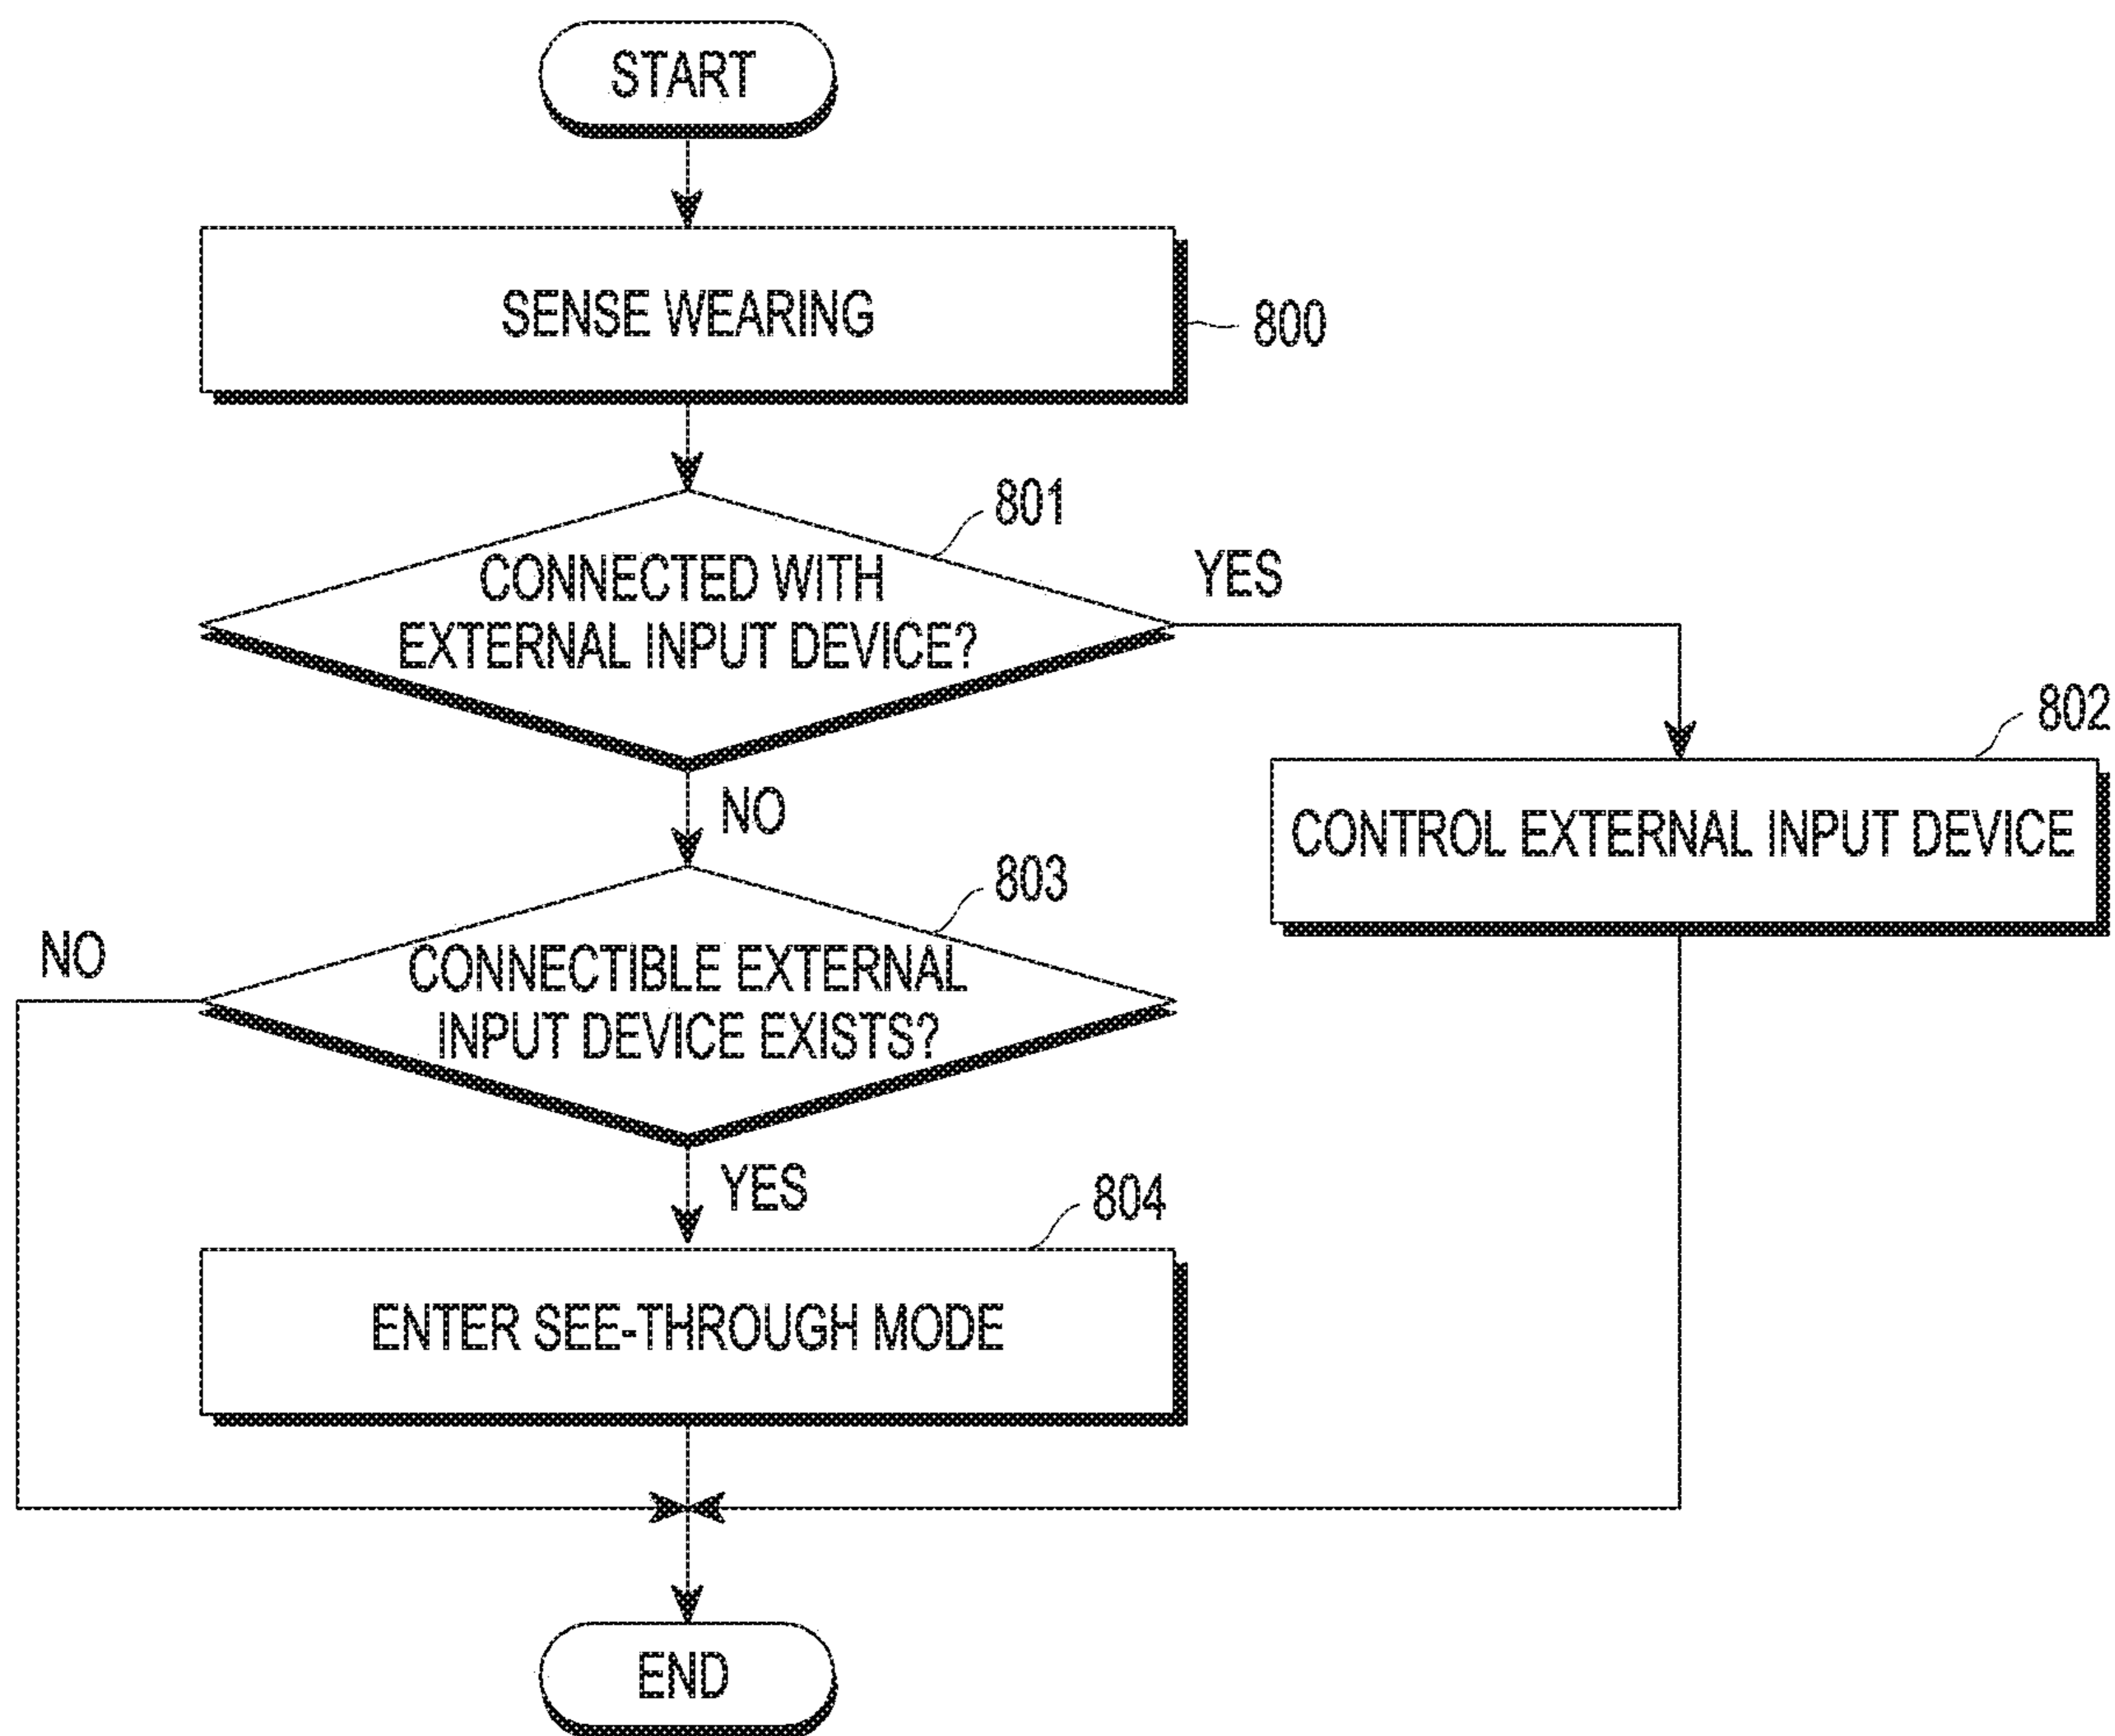 START
SENSE WEARING
800
801
CONNECTED WITH
EXTERNAL INPUT DEVICE?
YES
802
CONTROL EXTERNAL INPUT DEVICE
NO
803
NO
CONNECTIBLE EXTERNAL
INPUT DEVICE EXISTS?
YES
804
ENTER SEE-THROUGH MODE
END